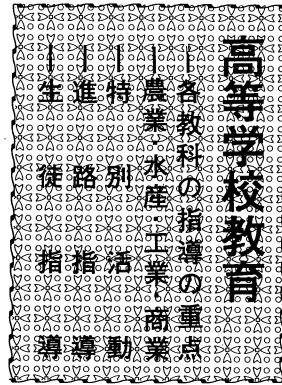 高等学校教育
―各教科の指導の重点
―農業・水産・工業・商業
―特別活動
―進路指導
―生徒指導